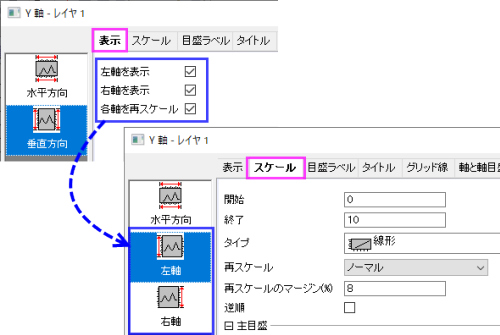 Y 軸 - レイヤ 1
表示 スケール 目盛ラベル タイトル
水平方向
垂直方向
左軸を表示
右軸を表示
各軸を再スケール
Y 軸 - レイヤ 1
表示 スケール 目盛ラベル タイトル グリッド線 軸と軸目盛
水平方向
左軸
右軸
開始 0
終了 10
タイプ 線形
再スケール ノーマル
再スケールのマージン(%) 8
逆順
主目盛